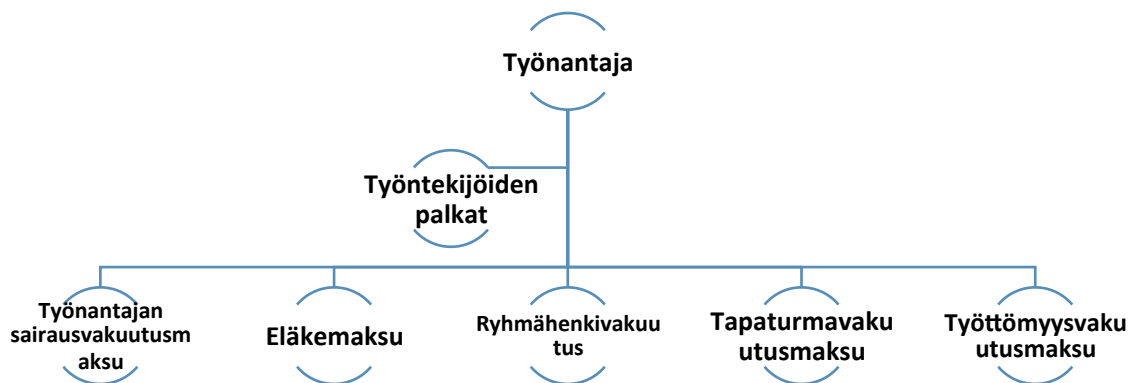 Työnantaja
Työntekijöiden
palkat
Työnantajan
sairausvakuutusm
aksu
Eläkemaksu
Ryhmähenkivakuu
tus
Tapaturmavaku
utusmaksu
Työttömyysvaku
utusmaksu